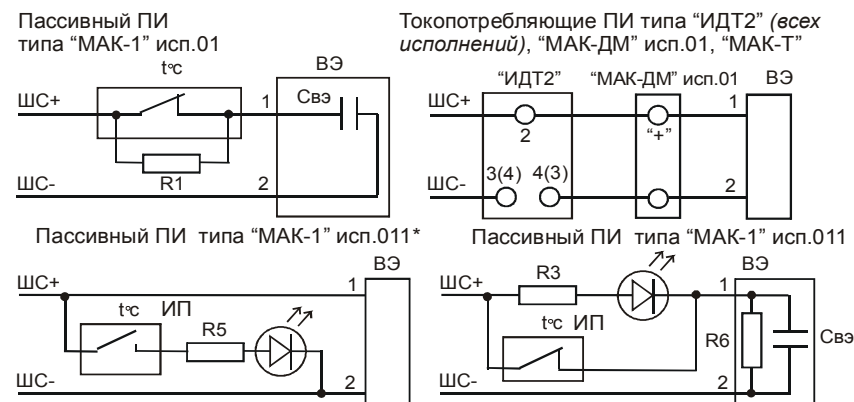 Пассивный ПИ
типа “МАК-1” исп.01
t°c
ВЭ
ШС+
1
Свэ
R1
ШС-
2
Токопотребляющие ПИ типа “ИДТ2” (всех
исполнений), “МАК-ДМ” исп.01, “МАК-Т”
“ИДТ2”
“МАК-ДМ” исп.01
ВЭ
ШС+
1
2
“+”
3(4)
4(3)
ШС-
2
Пассивный ПИ типа “МАК-1” исп.011*
ВЭ
ШС+
1
t°c ИП
R5
ШС-
2
Пассивный ПИ типа “МАК-1” исп.011
ВЭ
ШС+
R3
1
t°c ИП
R6
Свэ
ШС-
2